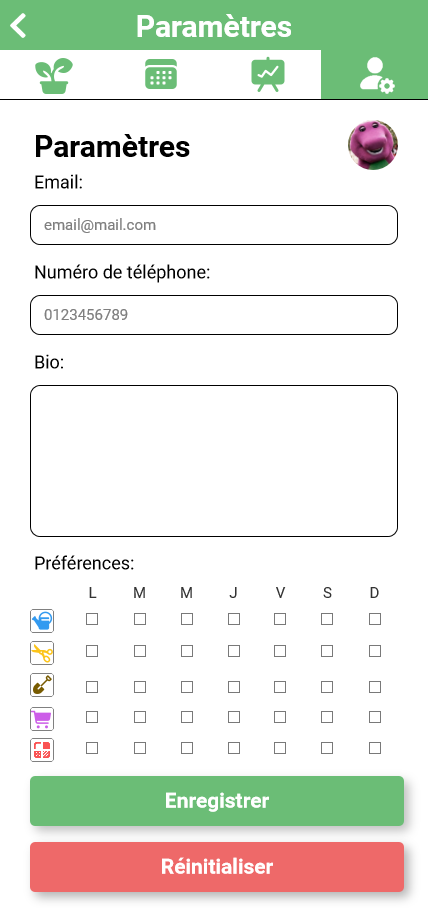 Paramètres
Paramètres
Email:
email@mail.com
Numéro de téléphone:
0123456789
Bio:
Préférences:
L M M J V S D
Enregistrer
Réinitialiser